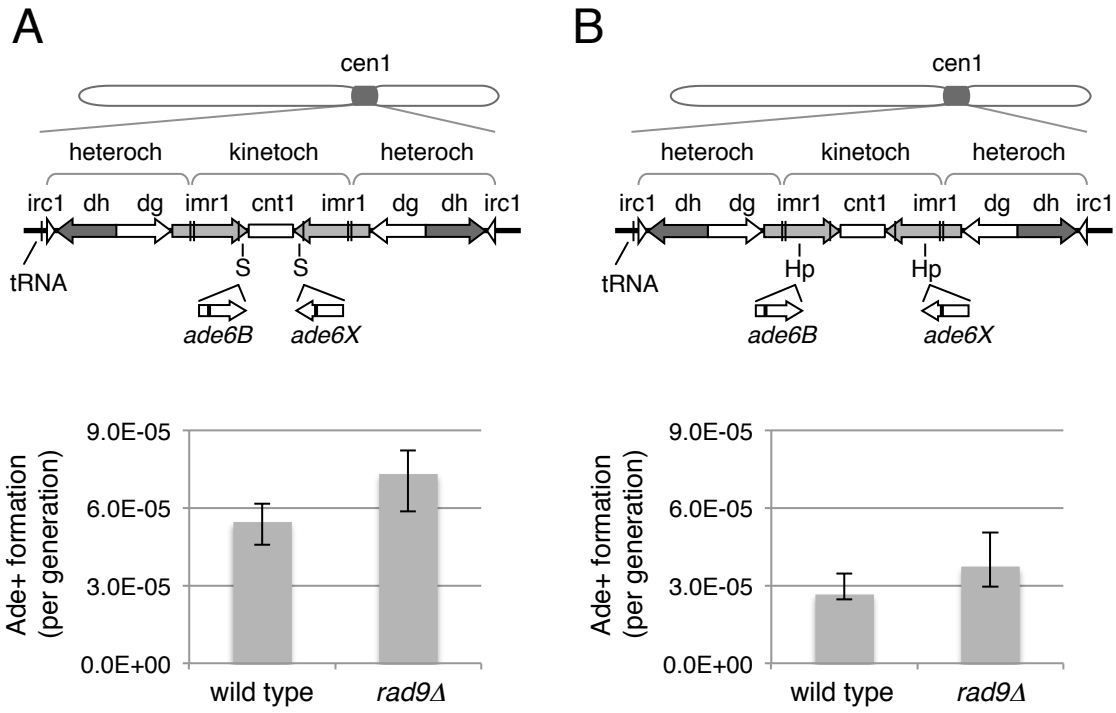 A
cen1
heteroch kinetoch heteroch
irc1 dh dg imr1 cnt1 imr1 dg dh irc1
S S
tRNA
ade6B ade6X
9.0E-05
6.0E-05
3.0E-05
0.0E+00
Ade+ formation
(per generation)
wild type rad9Δ
B
cen1
heteroch kinetoch heteroch
irc1 dh dg imr1 cnt1 imr1 dg dh irc1
Hp Hp
tRNA
ade6B ade6X
9.0E-05
6.0E-05
3.0E-05
0.0E+00
Ade+ formation
(per generation)
wild type rad9Δ